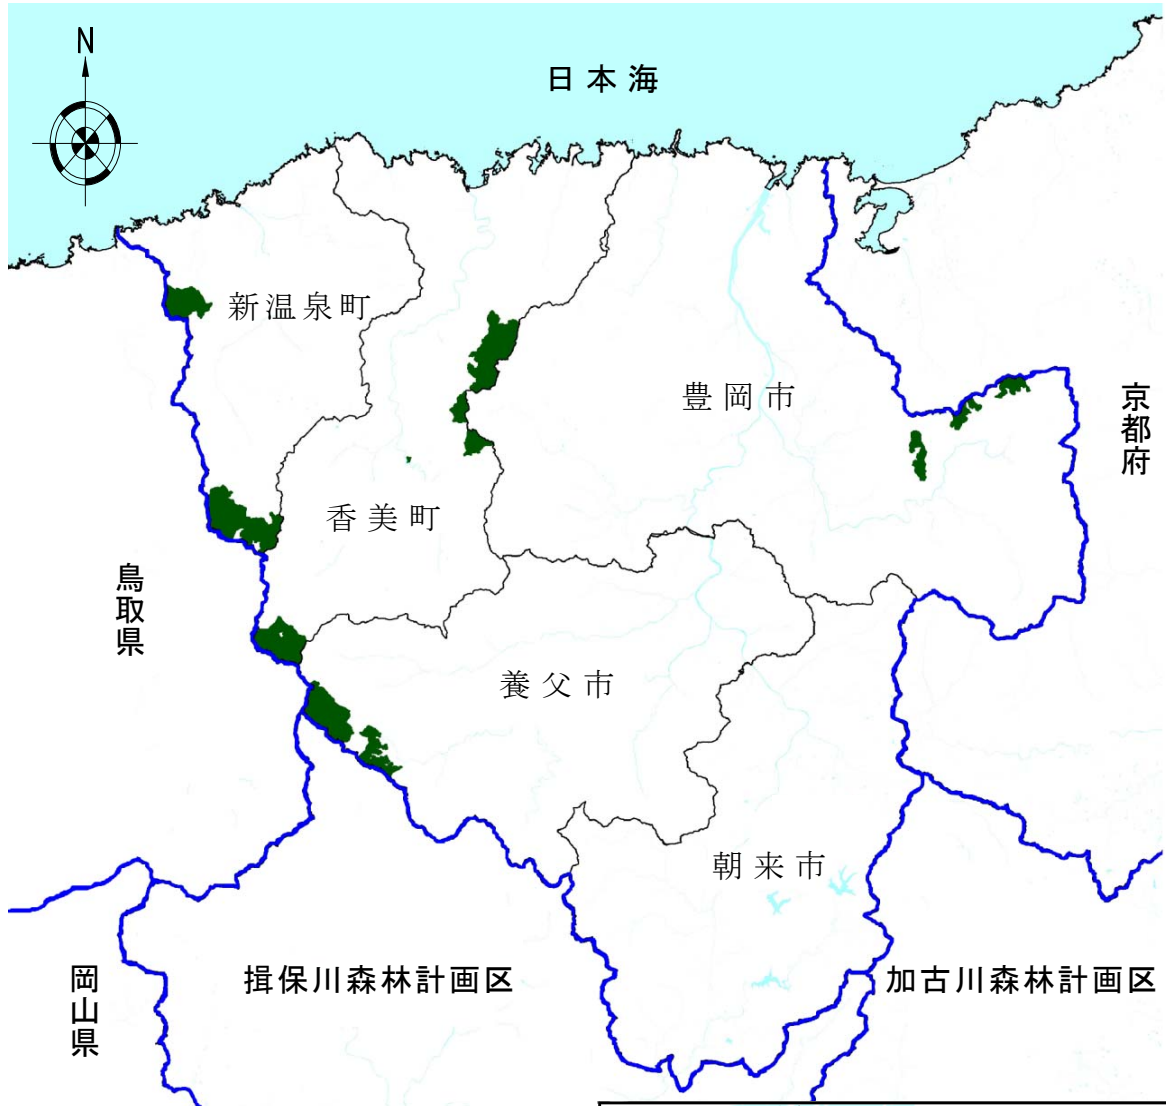 N
日本海
新温泉町
豊岡市
京都府
香美町
鳥取県
養父市
朝来市
岡山県
揖保川森林計画区
加古川森林計画区